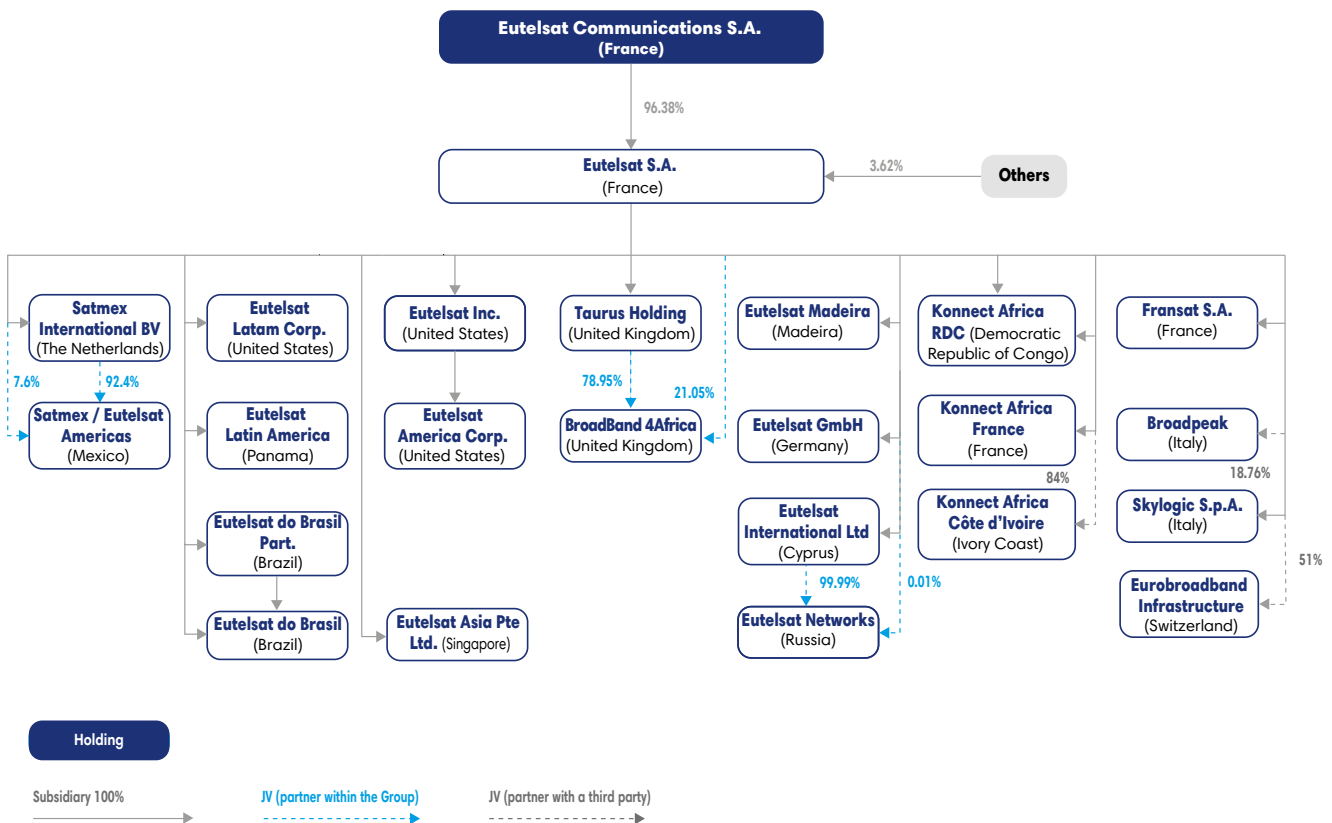 Eutelsat Communications S.A.
(France)
96.38%
Eutelsat S.A.
(France)
3.62%
Others
Satmex
International BV
(The Netherlands)
Eutelsat
Latam Corp.
(United States)
Eutelsat Inc.
(United States)
Taurus Holding
(United Kingdom)
Eutelsat Madeira
(Madeira)
Konnect Africa
RDC (Democratic
Republic of Congo)
Fransat S.A.
(France)
7.6%
92.4%
78.95%
21.05%
Satmex / Eutelsat
Americas
(Mexico)
Eutelsat
Latin America
(Panama)
Eutelsat
America Corp.
(United States)
BroadBand 4Africa
(United Kingdom)
Eutelsat GmbH
(Germany)
Konnect Africa
France
(France)
Broadpeak
(Italy)
84%
18.76%
Eutelsat do Brasil
Part.
(Brazil)
Eutelsat
International Ltd
(Cyprus)
Konnect Africa
Côte d'Ivoire
(Ivory Coast)
Skylogic S.p.A.
(Italy)
51%
99.99%
0.01%
Eutelsat do Brasil
(Brazil)
Eutelsat Asia Pte
Ltd. (Singapore)
Eutelsat Networks
(Russia)
Eurobroadband
Infrastructure
(Switzerland)
Holding
Subsidiary 100%
JV (partner within the Group)
JV (partner with a third party)